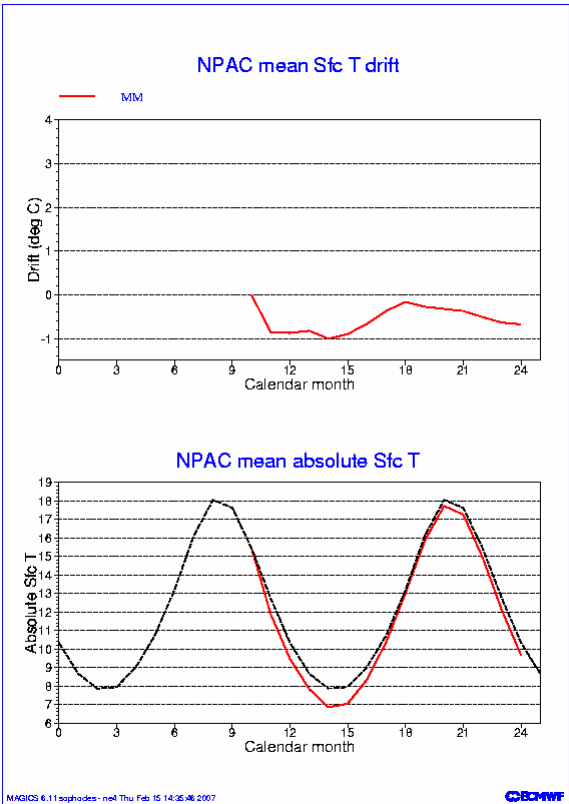 NPAC mean Sfc T drift
MM
4
3
2
1
0
-1
Drift (deg C)
0 3 6 9 12 15 18 21 24
Calendar month
NPAC mean absolute Sfc T
19
18
17
16
15
14
13
12
11
10
9
8
7
6
Absolute Sfc T
0 3 6 9 12 15 18 21 24
Calendar month
MAGICS 6.11 sophocles - ne4 Thu Feb 15 14:35:46 2007
ECMWF